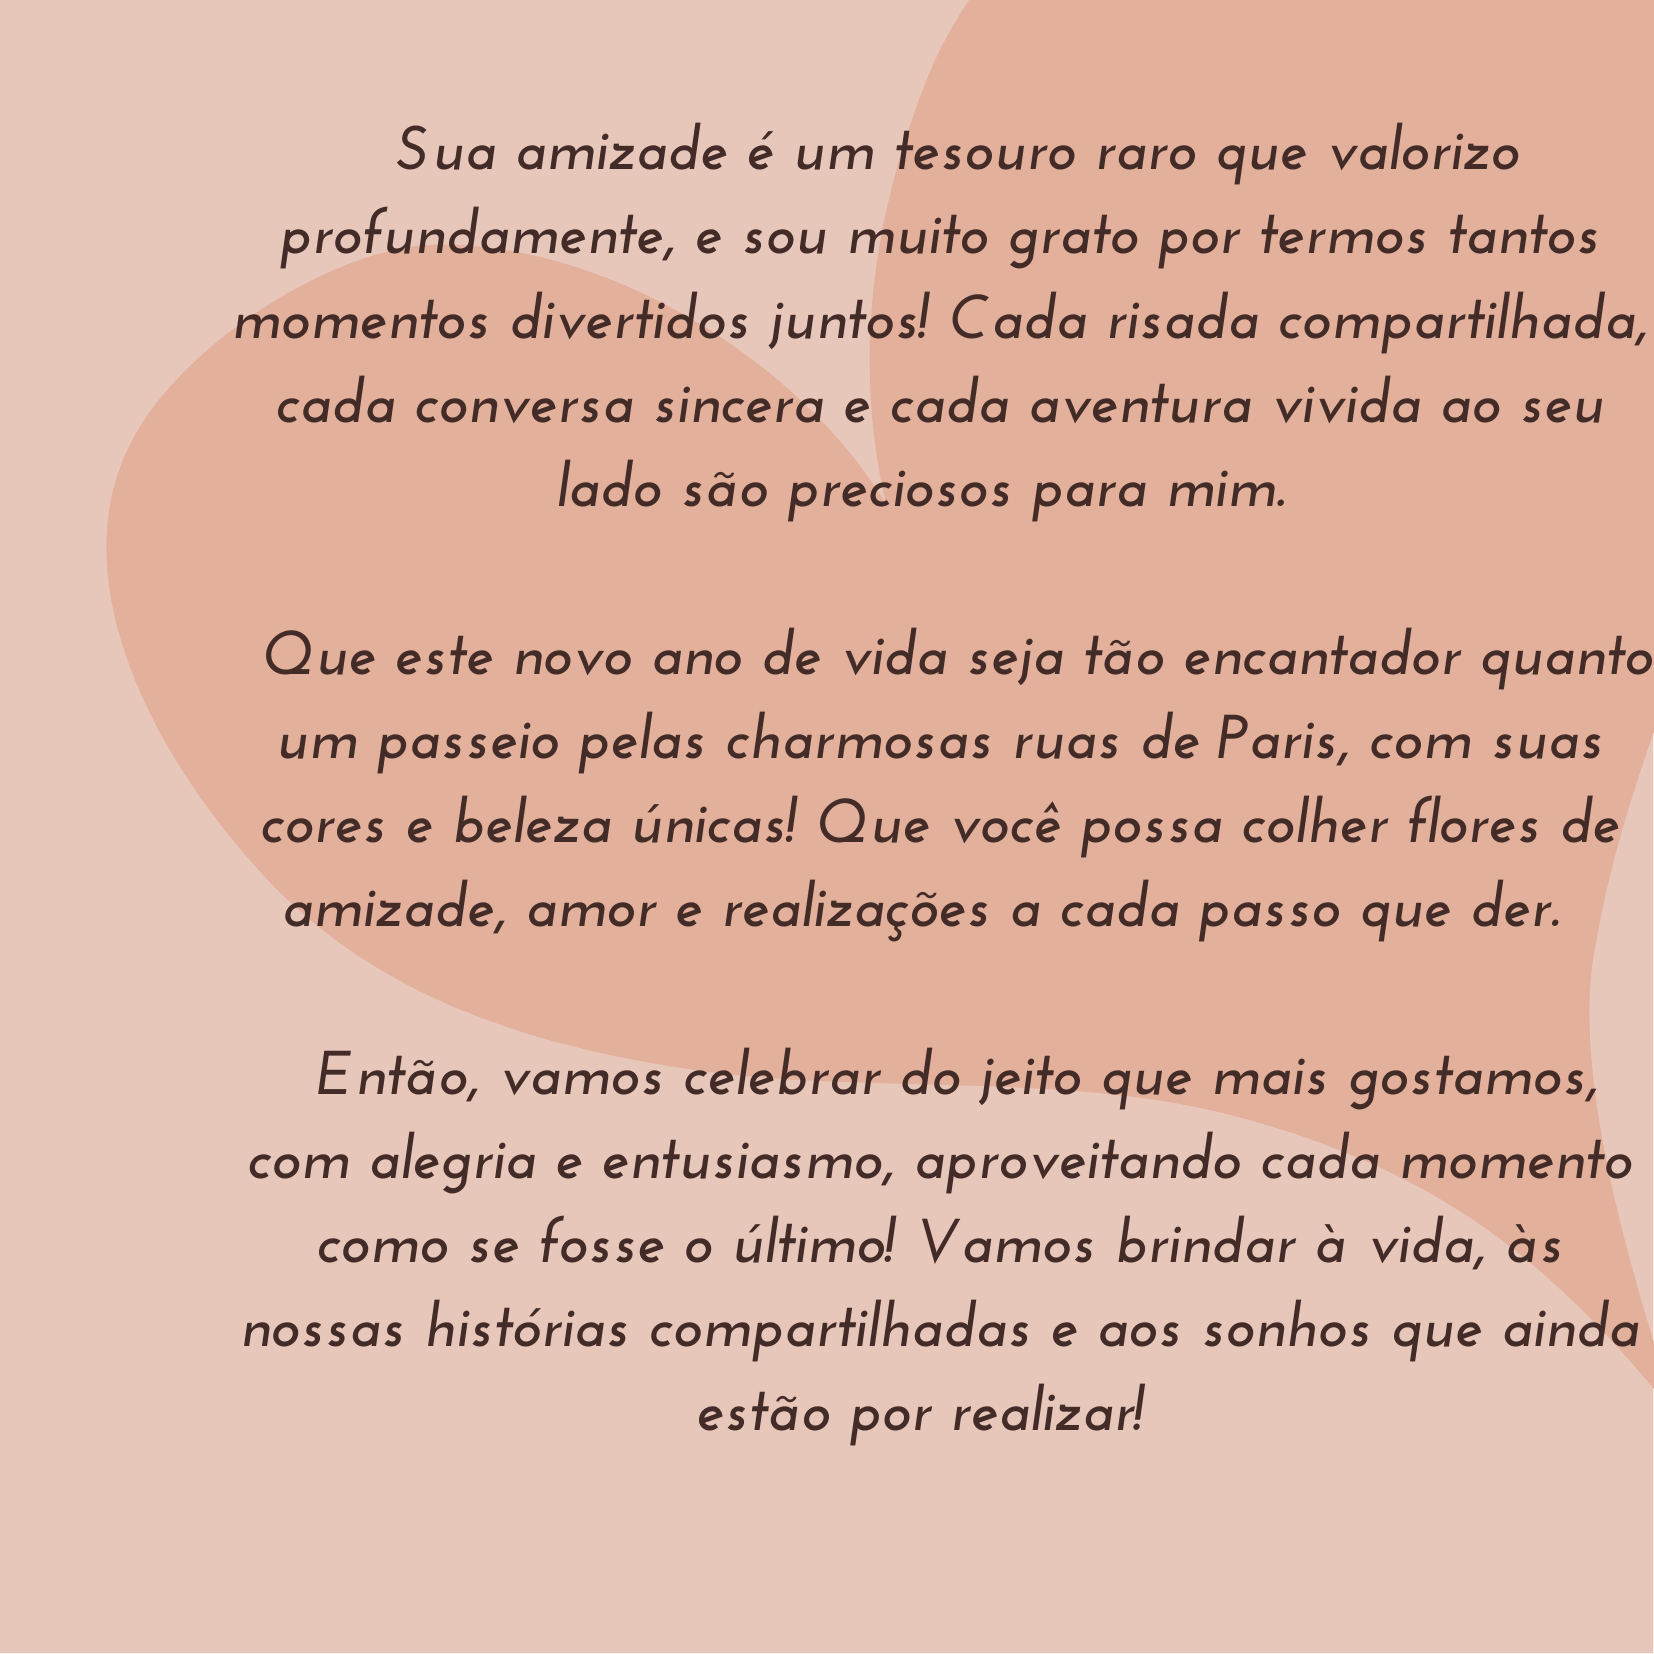 Sua amizade é um tesouro raro que valorizo
profundamente, e sou muito grato por termos tantos
momentos divertidos juntos! Cada risada compartilhada,
cada conversa sincera e cada aventura vivida ao seu
lado são preciosos para mim.
Que este novo ano de vida seja tão encantador quanto
um passeio pelas charmosas ruas de Paris, com suas
cores e beleza únicas! Que você possa colher flores de
amizade, amor e realizações a cada passo que der.
Então, vamos celebrar do jeito que mais gostamos,
com alegria e entusiasmo, aproveitando cada momento
como se fosse o último! Vamos brindar à vida, às
nossas histórias compartilhadas e aos sonhos que ainda
estão por realizar!